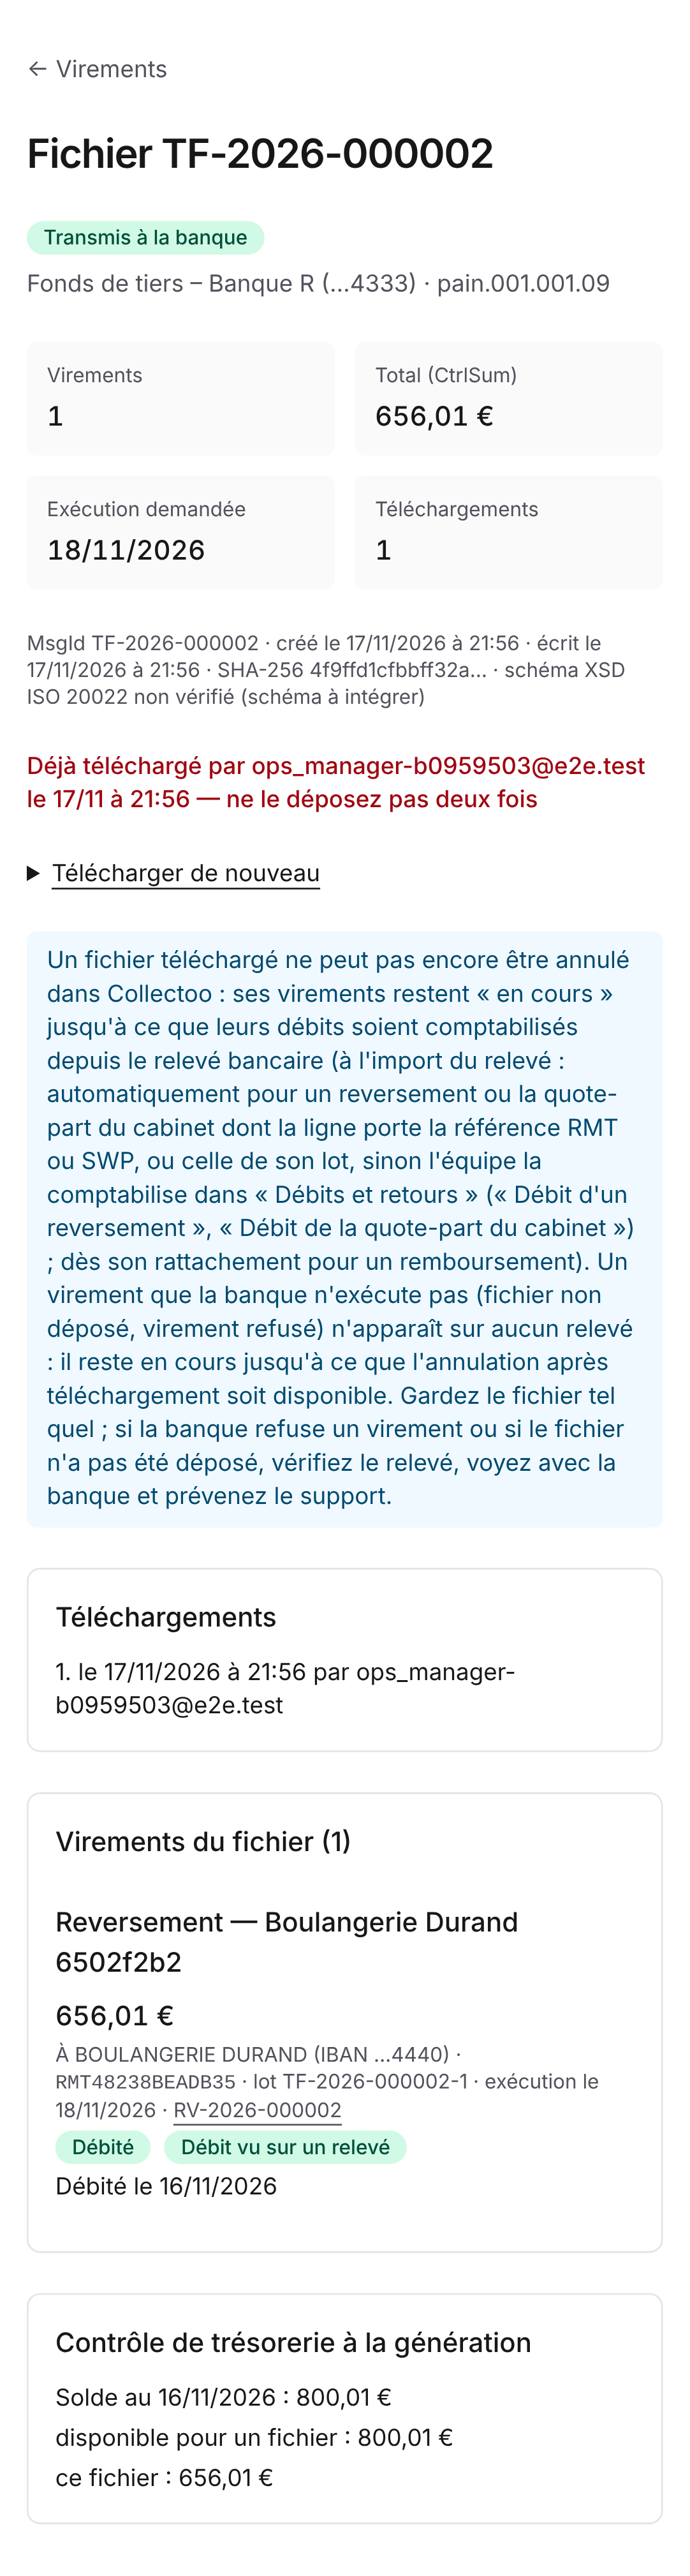 ← Virements
Fichier TF-2026-000002
Transmis à la banque
Fonds de tiers – Banque R (…4333) · pain.001.001.09
Virements
1
Total (CtrlSum)
656,01 €
Exécution demandée
18/11/2026
Téléchargements
1
MsgId TF-2026-000002 · créé le 17/11/2026 à 21:56 · écrit le
17/11/2026 à 21:56 · SHA-256 4f9ffd1cfbbff32a… · schéma XSD
ISO 20022 non vérifié (schéma à intégrer)
Déjà téléchargé par ops_manager-b0959503@e2e.test
le 17/11 à 21:56 — ne le déposez pas deux fois
▶ Télécharger de nouveau
Un fichier téléchargé ne peut pas encore être annulé
dans Collectoo : ses virements restent « en cours »
jusqu'à ce que leurs débits soient comptabilisés
depuis le relevé bancaire (à l'import du relevé :
automatiquement pour un reversement ou la quote-
part du cabinet dont la ligne porte la référence RMT
ou SWP, ou celle de son lot, sinon l'équipe la
comptabilise dans « Débits et retours » (« Débit d'un
reversement », « Débit de la quote-part du cabinet »)
; dès son rattachement pour un remboursement). Un
virement que la banque n'exécute pas (fichier non
déposé, virement refusé) n'apparaît sur aucun relevé
: il reste en cours jusqu'à ce que l'annulation après
téléchargement soit disponible. Gardez le fichier tel
quel ; si la banque refuse un virement ou si le fichier
n'a pas été déposé, vérifiez le relevé, voyez avec la
banque et prévenez le support.
Téléchargements
1. le 17/11/2026 à 21:56 par ops_manager-
b0959503@e2e.test
Virements du fichier (1)
Reversement — Boulangerie Durand
6502f2b2
656,01 €
À BOULANGERIE DURAND (IBAN …4440) ·
RMT48238BEADB35 · lot TF-2026-000002-1 · exécution le
18/11/2026 · RV-2026-000002
Débité
Débit vu sur un relevé
Débité le 16/11/2026
Contrôle de trésorerie à la génération
Solde au 16/11/2026 : 800,01 €
disponible pour un fichier : 800,01 €
ce fichier : 656,01 €